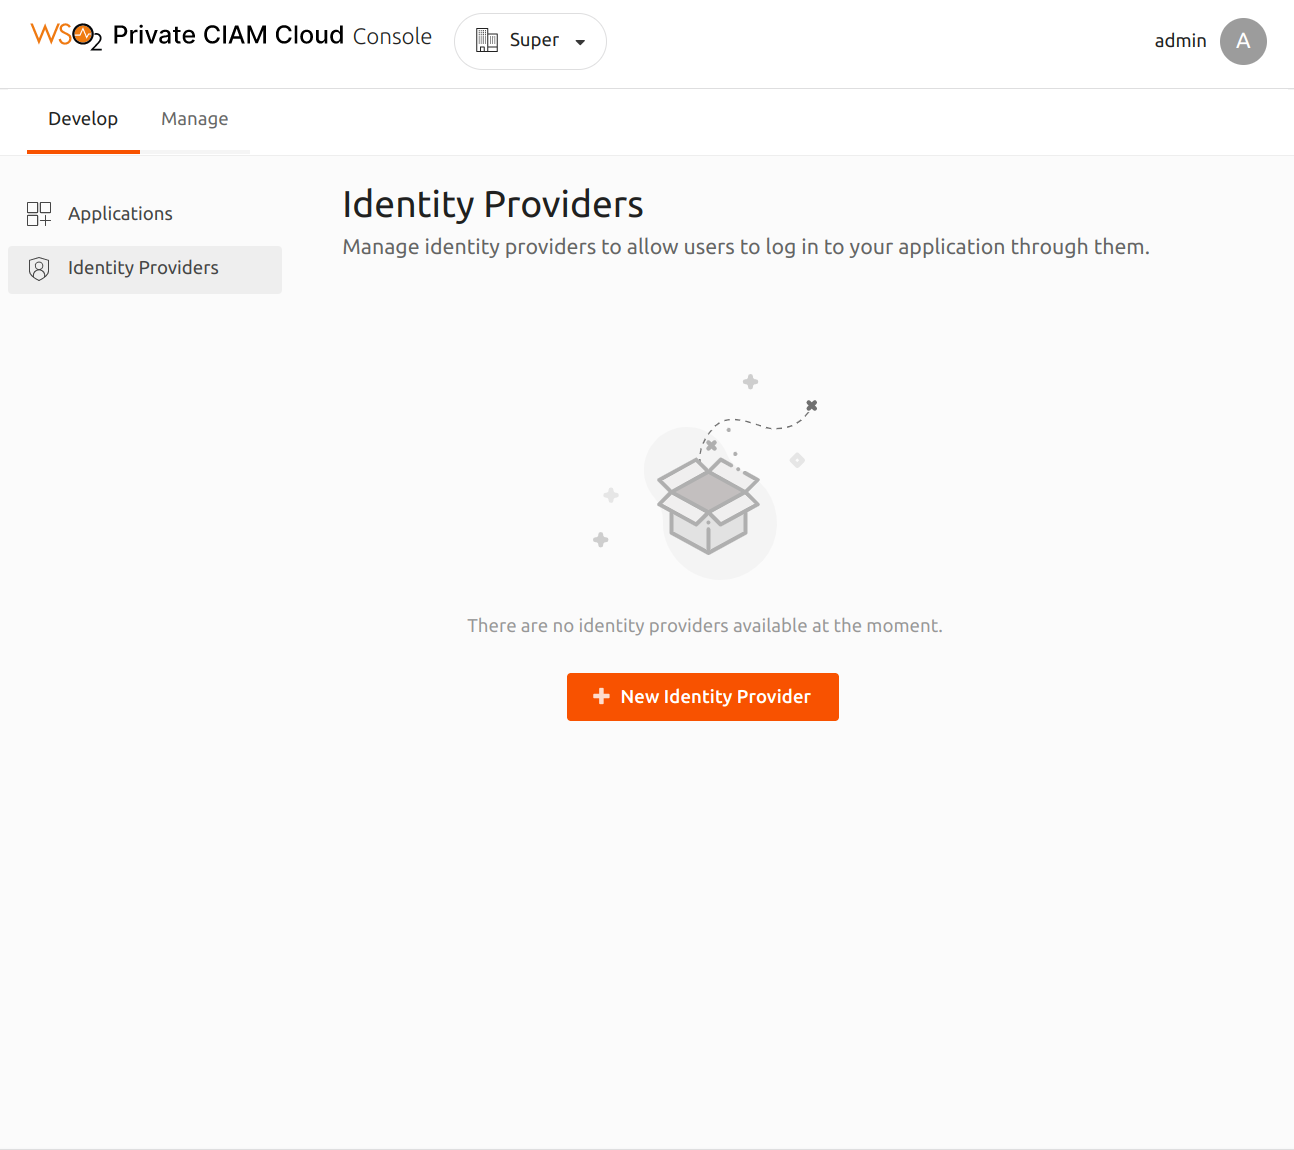 WSO2 Private CIAM Cloud Console Super admin A
Develop Manage
Applications
Identity Providers
Identity Providers
Manage identity providers to allow users to log in to your application through them.
There are no identity providers available at the moment.
New Identity Provider